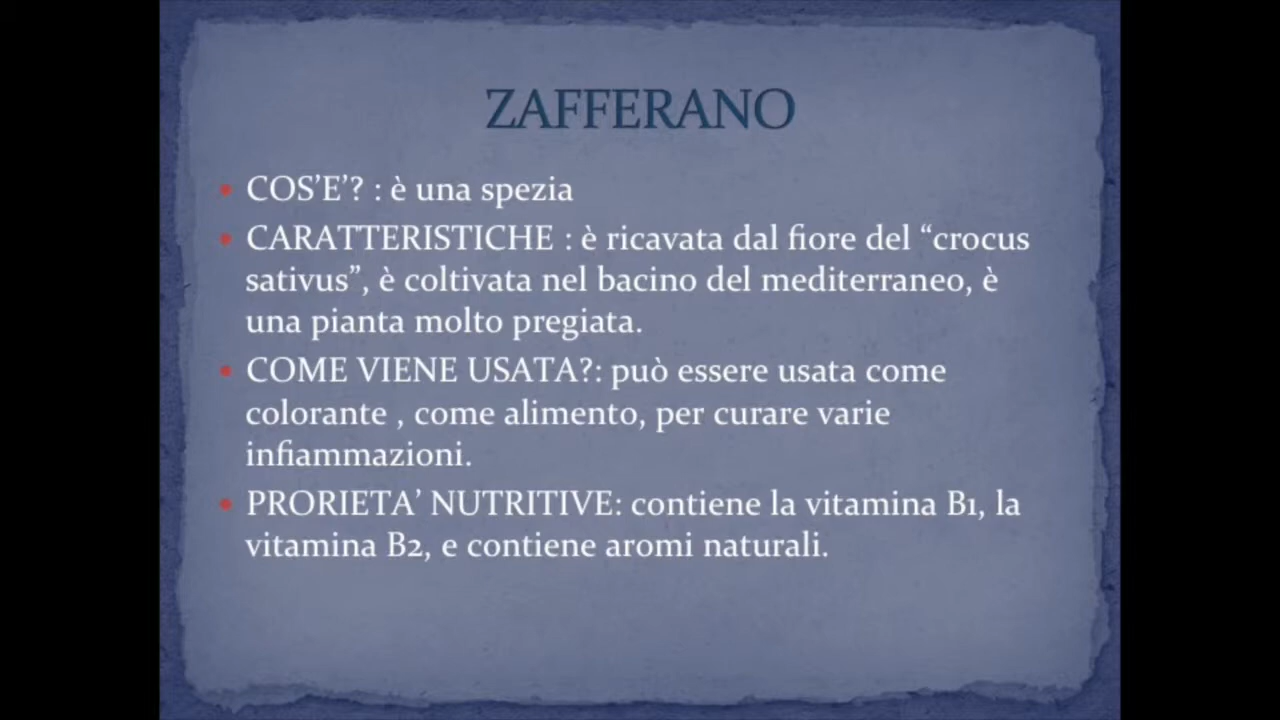 ZAFFERANO
• COS’E’? : è una spezia
• CARATTERISTICHE : è ricavata dal fiore del “crocus
sativus”, è coltivata nel bacino del mediterraneo, è
una pianta molto pregiata.
• COME VIENE USATA?: può essere usata come
colorante , come alimento, per curare varie
infiammazioni.
• PRORIETA’ NUTRITIVE: contiene la vitamina B1, la
vitamina B2, e contiene aromi naturali.